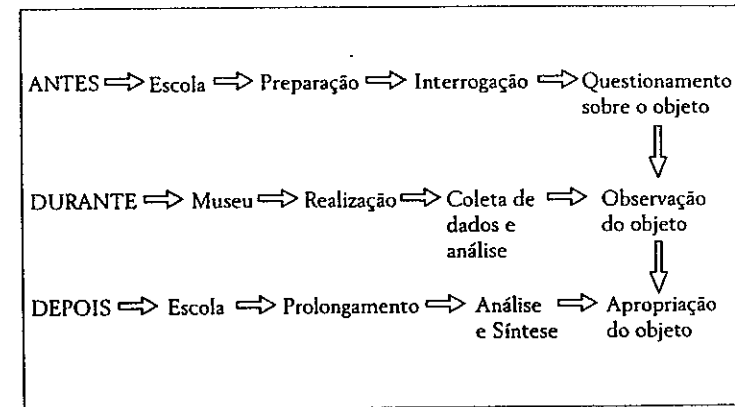 ANTES ⇒ Escola ⇒ Preparação ⇒ Interrogação ⇒ Questionamento
sobre o objeto
DURANTE ⇒ Museu ⇒ Realização ⇒ Coleta de
dados e
análise ⇒ Observação
do objeto
DEPOIS ⇒ Escola ⇒ Prolongamento ⇒ Análise
e Síntese ⇒ Apropriação
do objeto